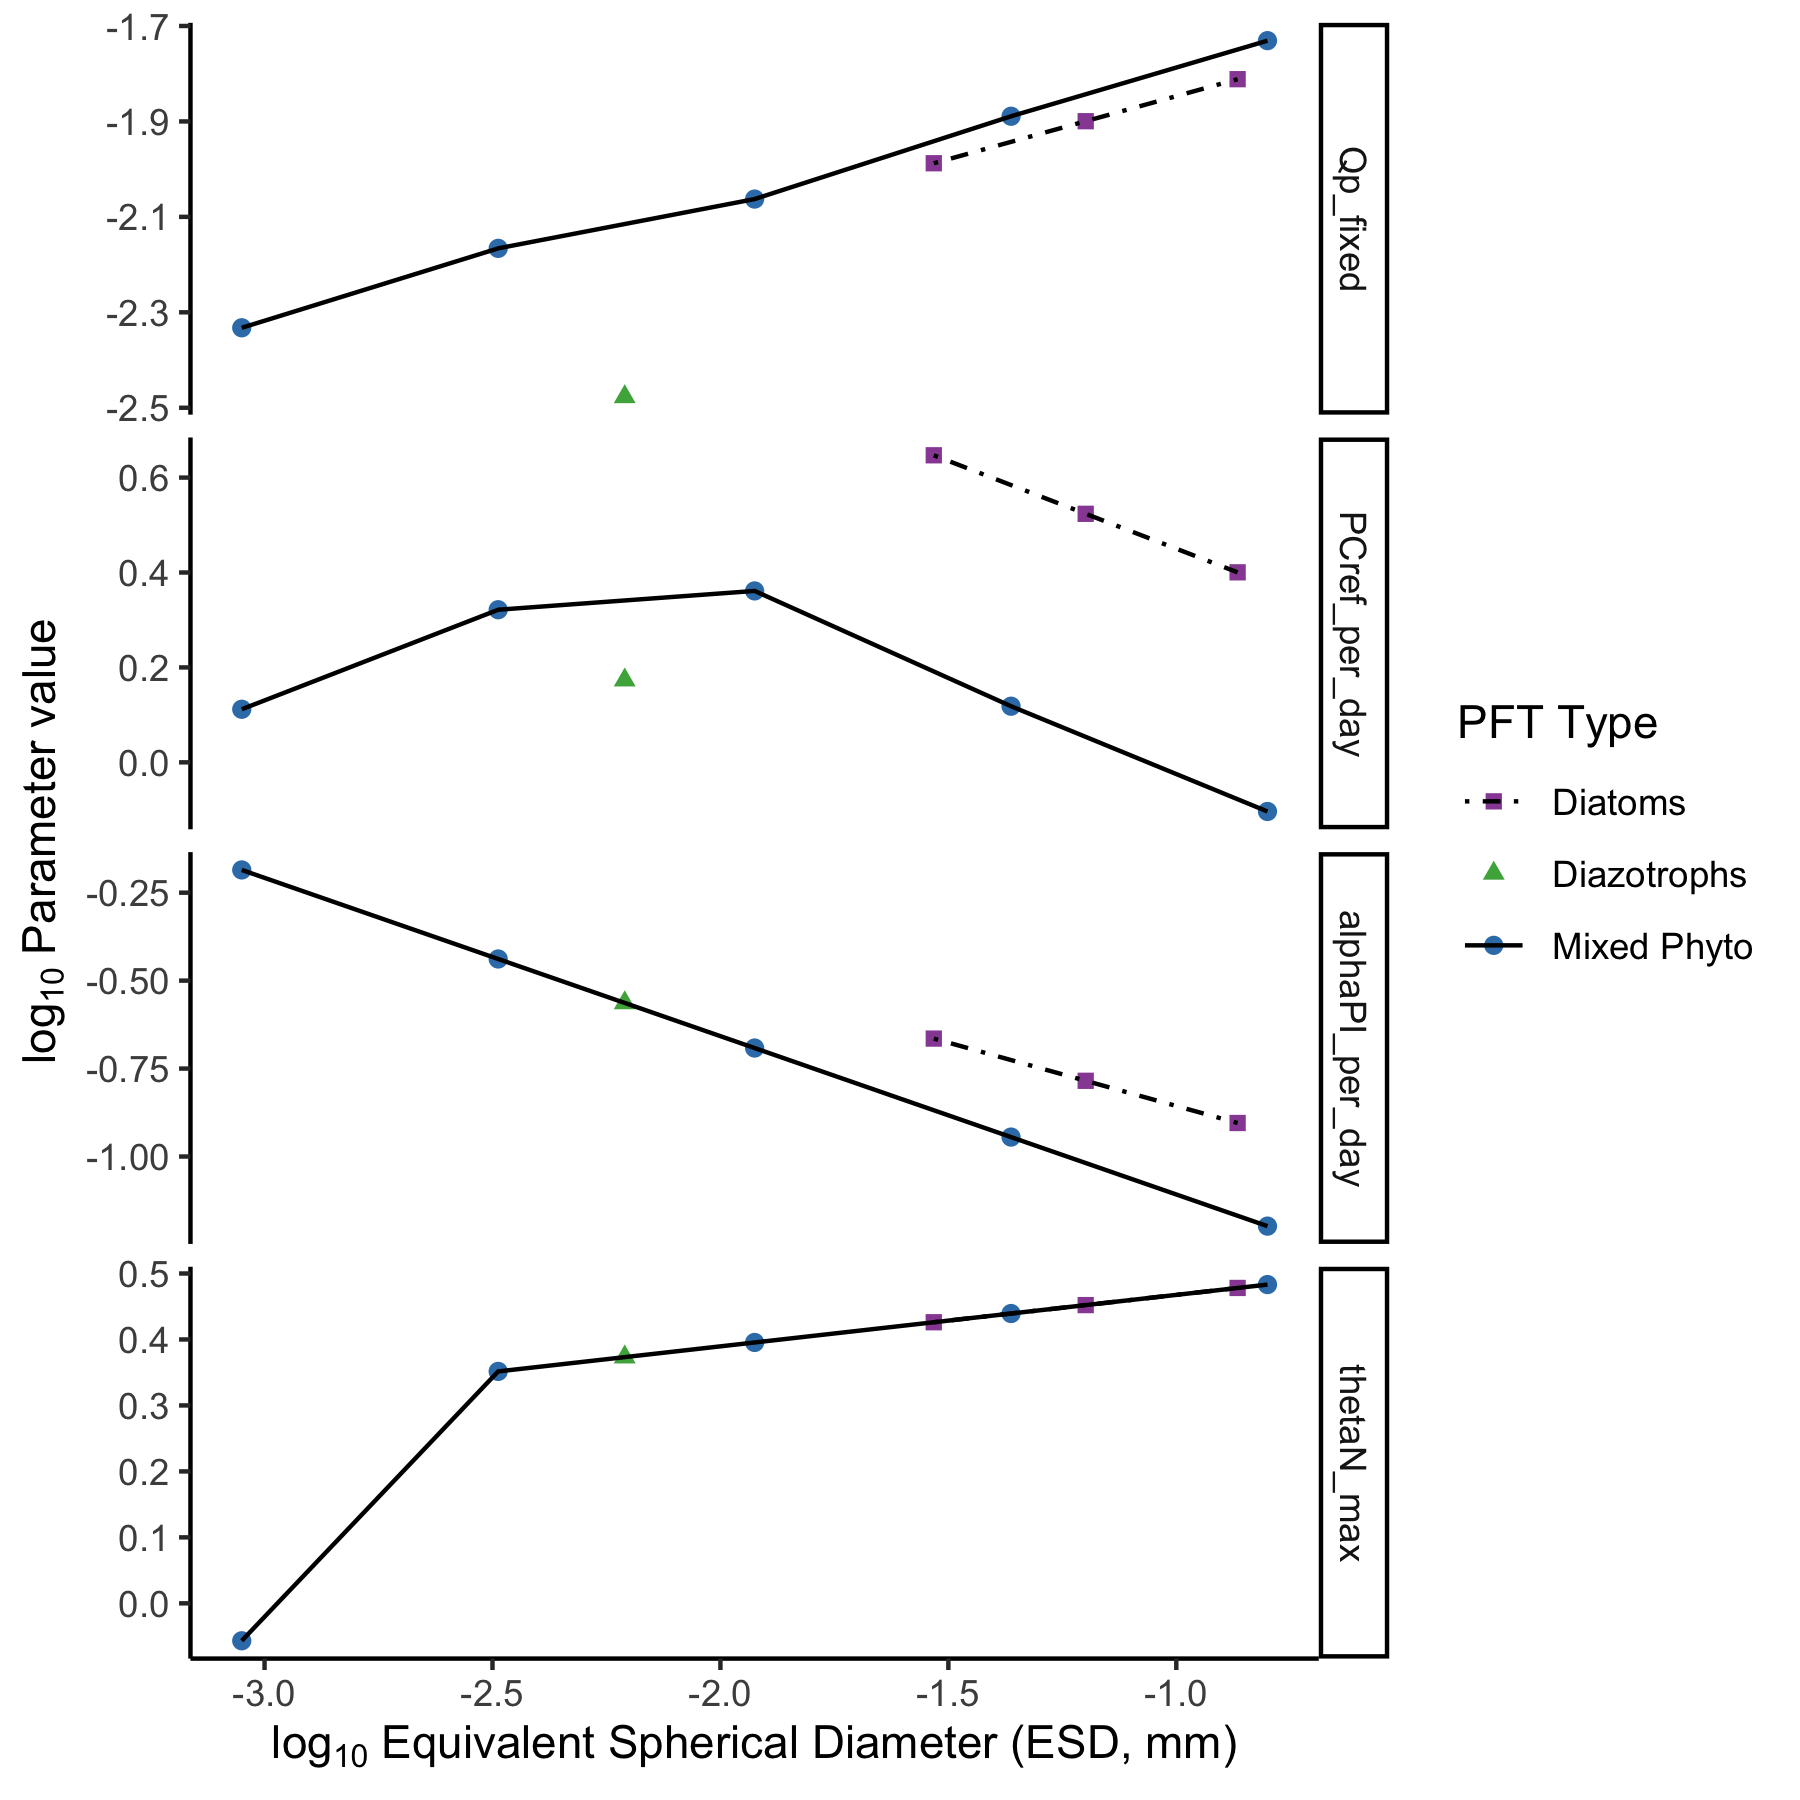 -1.7
-1.9
-2.1
-2.3
-2.5
Qp_fixed
0.6
0.4
0.2
0.0
PCref_per_day
-0.25
-0.50
-0.75
-1.00
alphaPI_per_day
0.5
0.4
0.3
0.2
0.1
0.0
thetaN_max
-3.0 -2.5 -2.0 -1.5 -1.0
log10 Equivalent Spherical Diameter (ESD, mm)
log10 Parameter value
PFT Type
Diatoms
Diazotrophs
Mixed Phyto